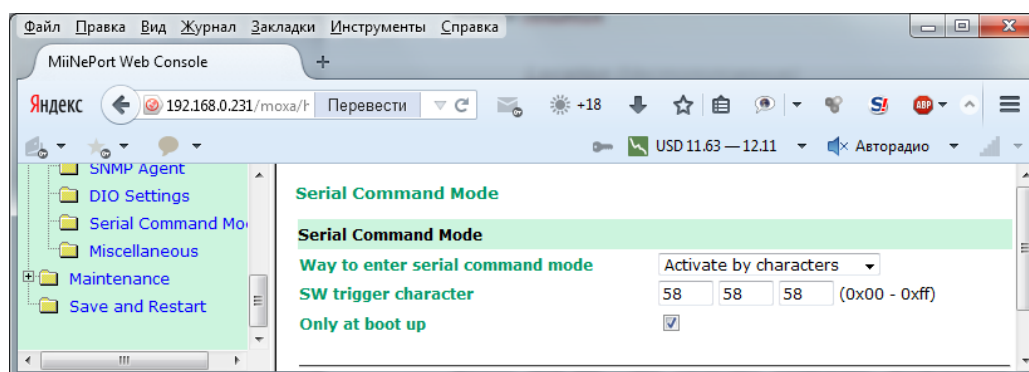 Файл Правка Вид Журнал Закладки Инструменты Справка
MiiNePort Web Console +
Яндекс 192.168.0.231/moxa/h Перевести +18 S! ABP
USD 11.63 — 12.11 Авторадио
SNMP Agent
DIO Settings
Serial Command Mo
Miscellaneous
Maintenance
Save and Restart
Serial Command Mode
Serial Command Mode
Way to enter serial command mode Activate by characters
SW trigger character 58 58 58 (0x00 - 0xff)
Only at boot up